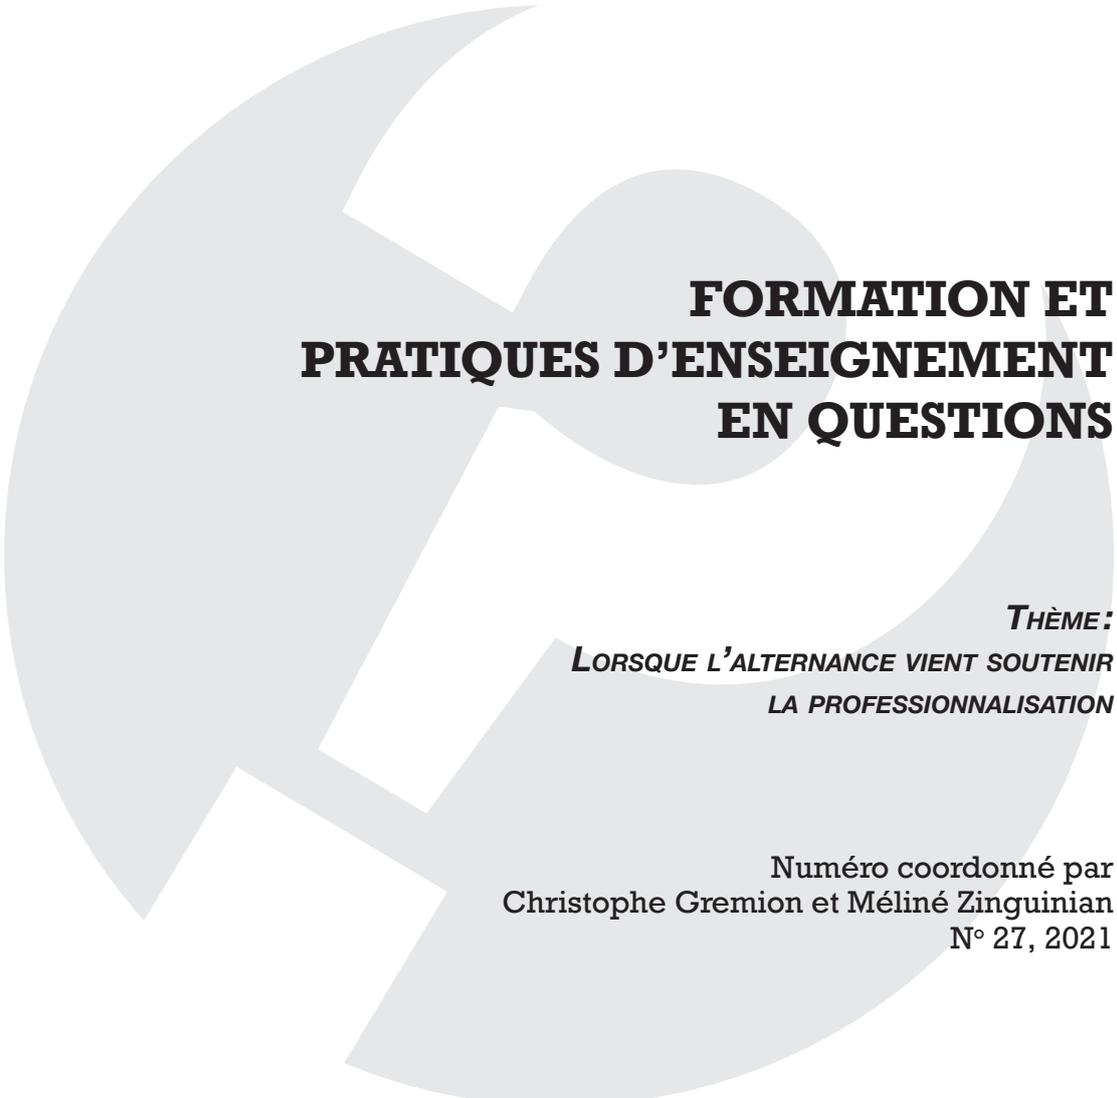 FORMATION ET
PRATIQUES D’ENSEIGNEMENT
EN QUESTIONS
Thème :
Lorsque l’alternance vient soutenir
la professionnalisation
Numéro coordonné par
Christophe Gremion et Méliné Zinguinian
N° 27, 2021